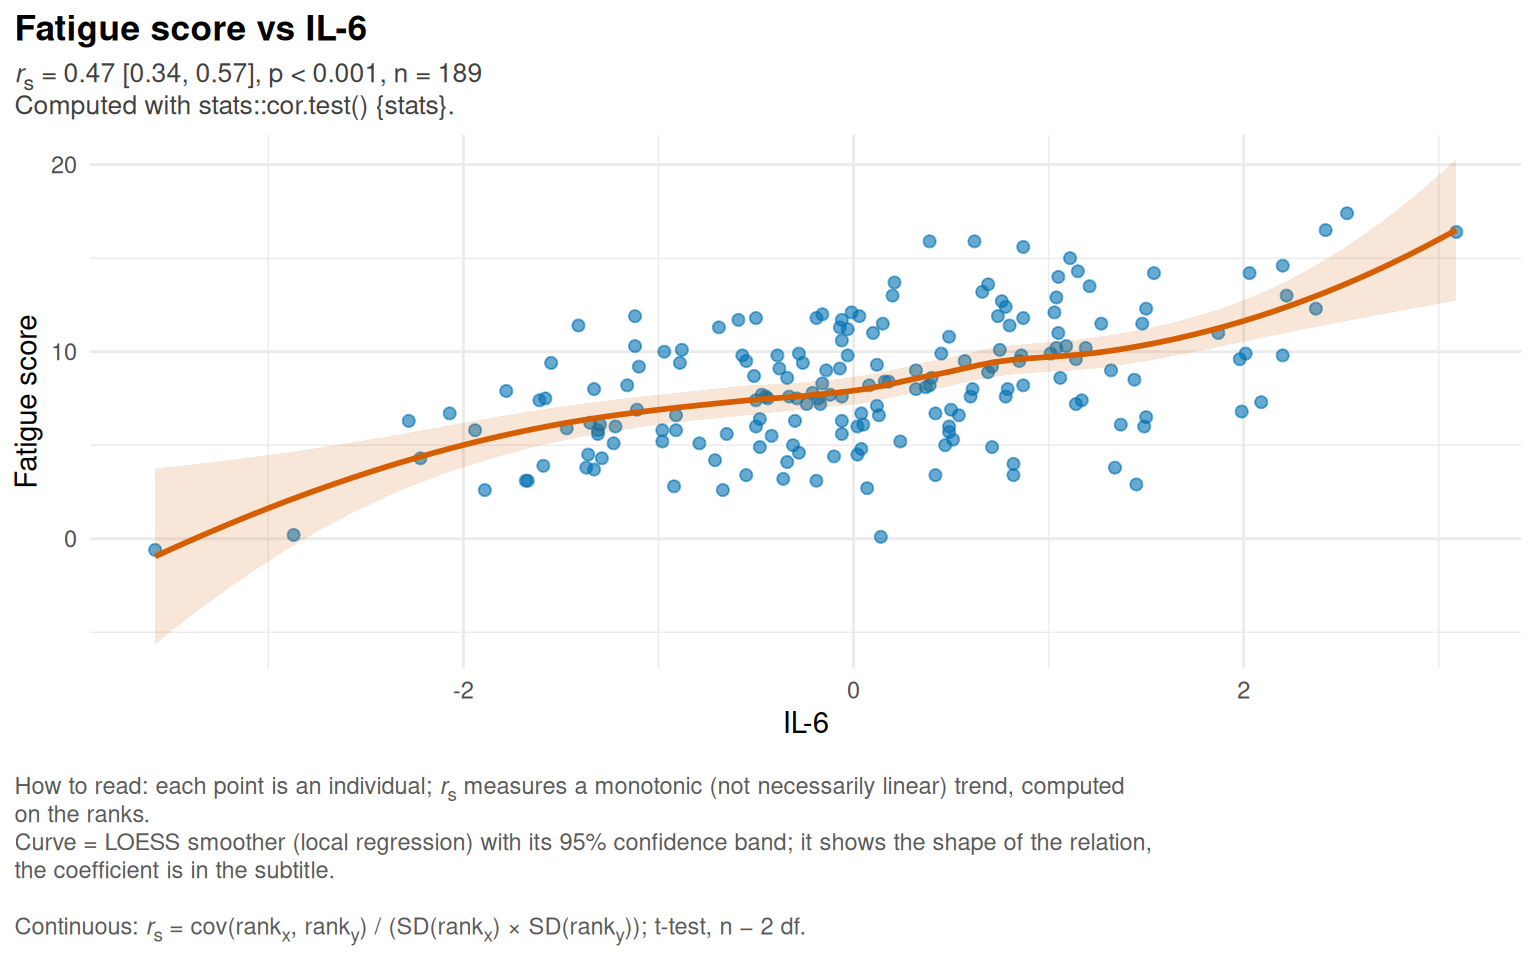 Fatigue score vs IL-6
rs = 0.47 [0.34, 0.57], p < 0.001, n = 189
Computed with stats::cor.test() {stats}.
20
10
0
Fatigue score
-2
0
2
IL-6
How to read: each point is an individual; rs measures a monotonic (not necessarily linear) trend, computed
on the ranks.
Curve = LOESS smoother (local regression) with its 95% confidence band; it shows the shape of the relation,
the coefficient is in the subtitle.
Continuous: rs = cov(rankx, ranky) / (SD(rankx) × SD(ranky)); t-test, n − 2 df.